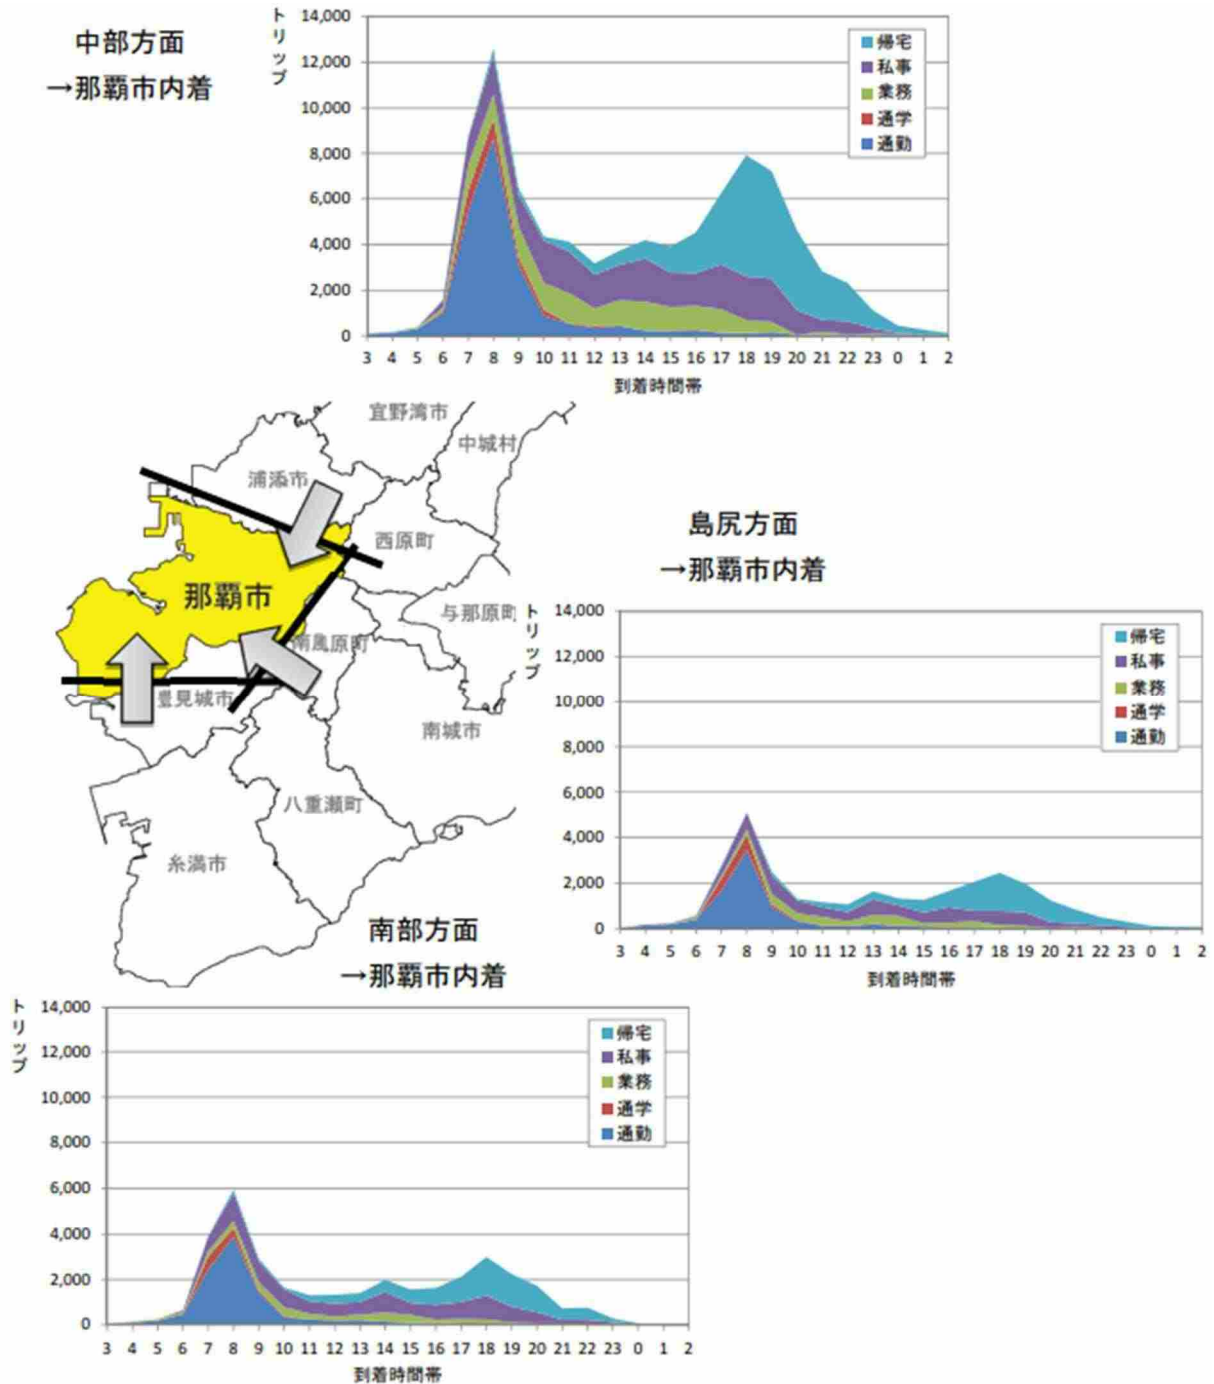 中部方面
→那覇市内着
トリップ
14,000
12,000
10,000
8,000
6,000
4,000
2,000
0
帰宅
私事
業務
通学
通勤
3 4 5 6 7 8 9 10 11 12 13 14 15 16 17 18 19 20 21 22 23 0 1 2
到着時間帯
宜野湾市
中城村
浦添市
西原町
那覇市
与那原町
南風原町
豊見城市
南城市
八重瀬町
糸満市
島尻方面
→那覇市内着
トリップ
14,000
12,000
10,000
8,000
6,000
4,000
2,000
0
帰宅
私事
業務
通学
通勤
3 4 5 6 7 8 9 10 11 12 13 14 15 16 17 18 19 20 21 22 23 0 1 2
到着時間帯
南部方面
→那覇市内着
トリップ
14,000
12,000
10,000
8,000
6,000
4,000
2,000
0
帰宅
私事
業務
通学
通勤
3 4 5 6 7 8 9 10 11 12 13 14 15 16 17 18 19 20 21 22 23 0 1 2
到着時間帯